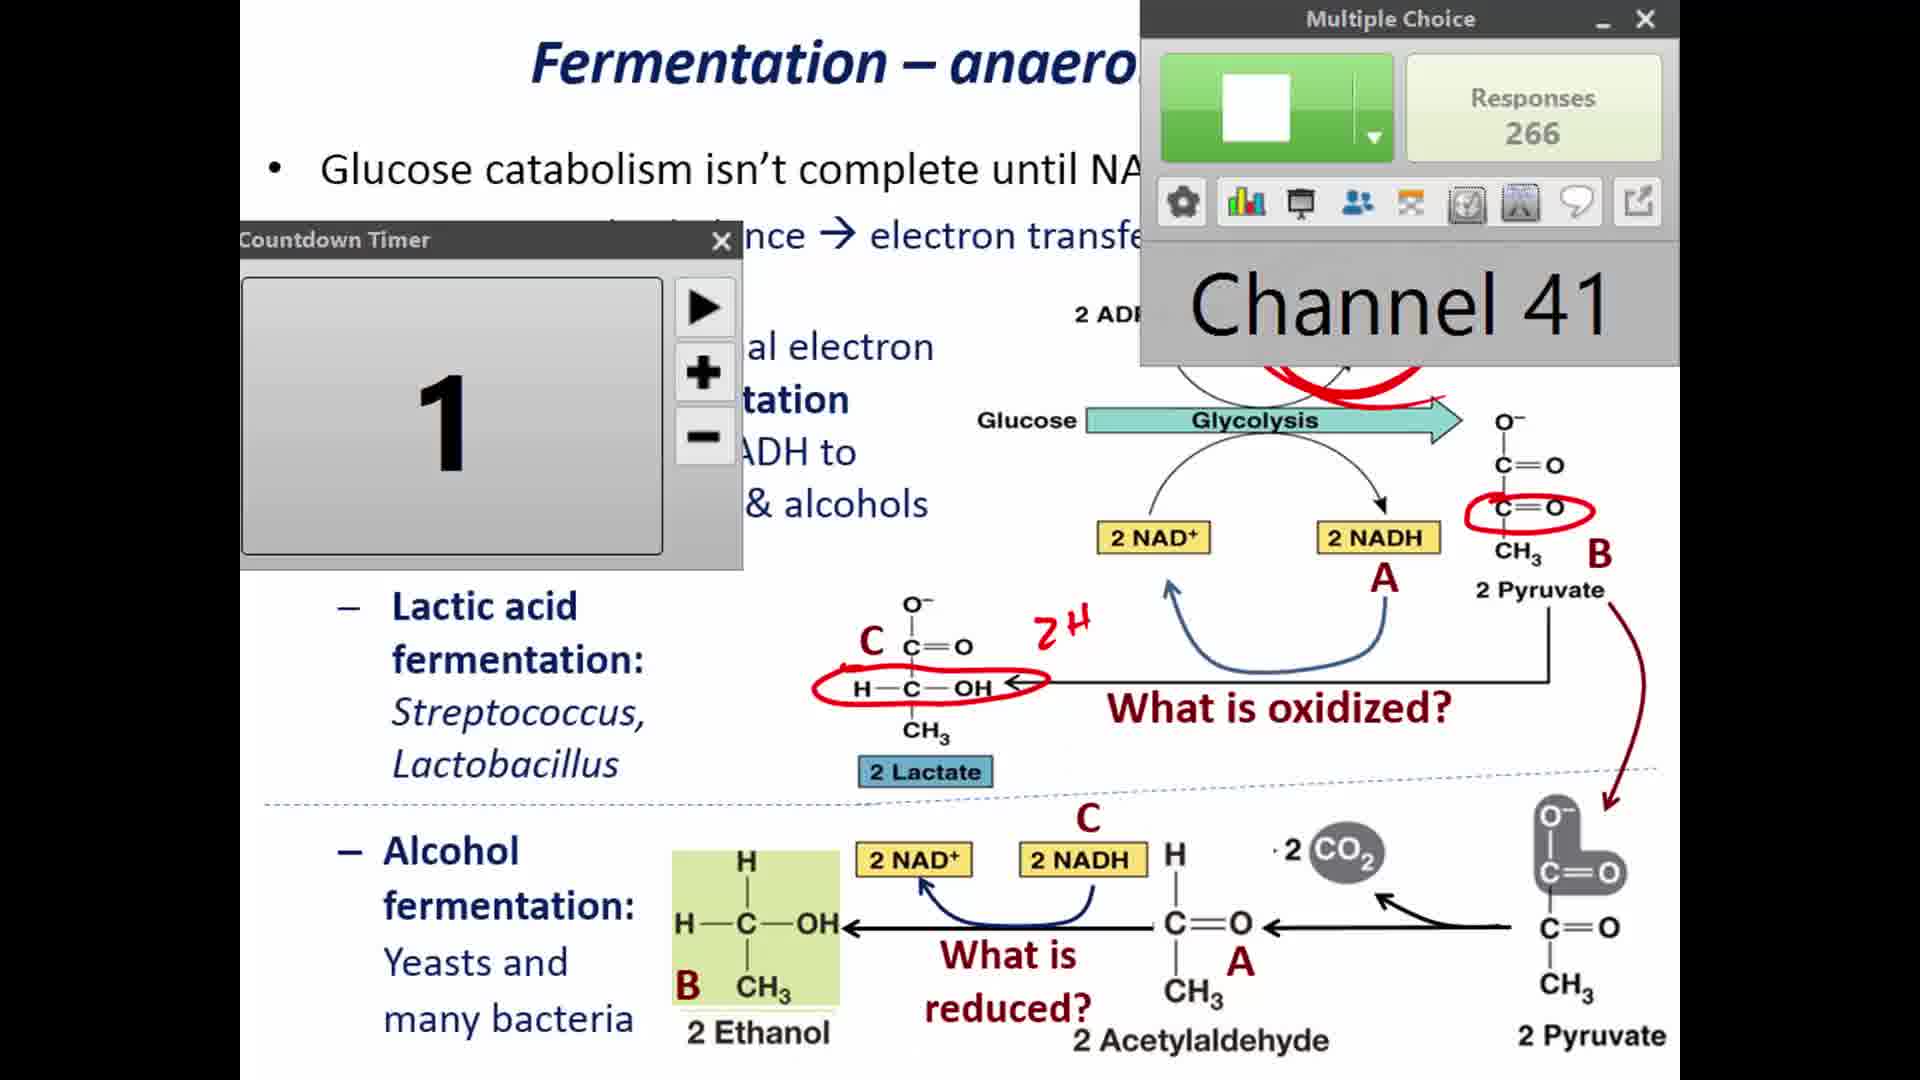 Fermentation – anaero
Multiple Choice
Responses
266
• Glucose catabolism isn't complete until NA
Countdown Timer
nce → electron transfe
Channel 41
1
2 AD
al electron
tation
ADH to
& alcohols
Glucose
Glycolysis
O⁻
C=O
C=O
CH₃
B
2 Pyruvate
2 NAD⁺
2 NADH
A
– Lactic acid
fermentation:
Streptococcus,
Lactobacillus
O⁻
C
C=O
2H
H—C—OH
CH₃
2 Lactate
What is oxidized?
– Alcohol
fermentation:
Yeasts and
many bacteria
H
H—C—OH
B
CH₃
2 Ethanol
2 NAD⁺
C
2 NADH
What is
reduced?
H
C=O
A
CH₃
2 Acetylaldehyde
2 CO₂
O⁻
C=O
C=O
CH₃
2 Pyruvate